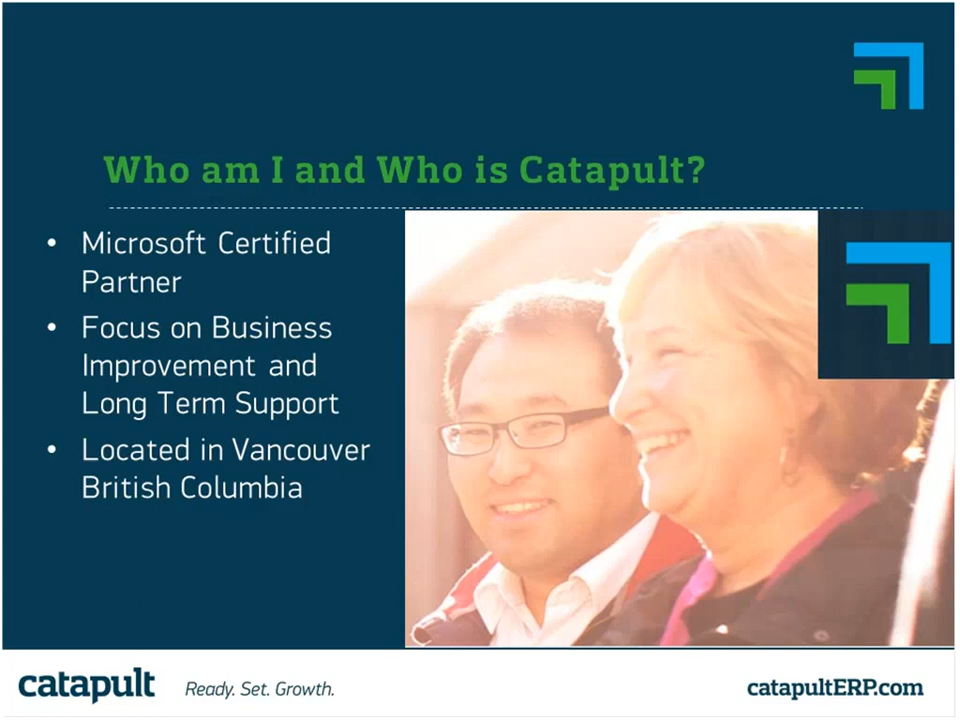 Who am I and Who is Catapult?
• Microsoft Certified
Partner
• Focus on Business
Improvement and
Long Term Support
• Located in Vancouver
British Columbia
catapult Ready. Set. Growth. catapultERP.com